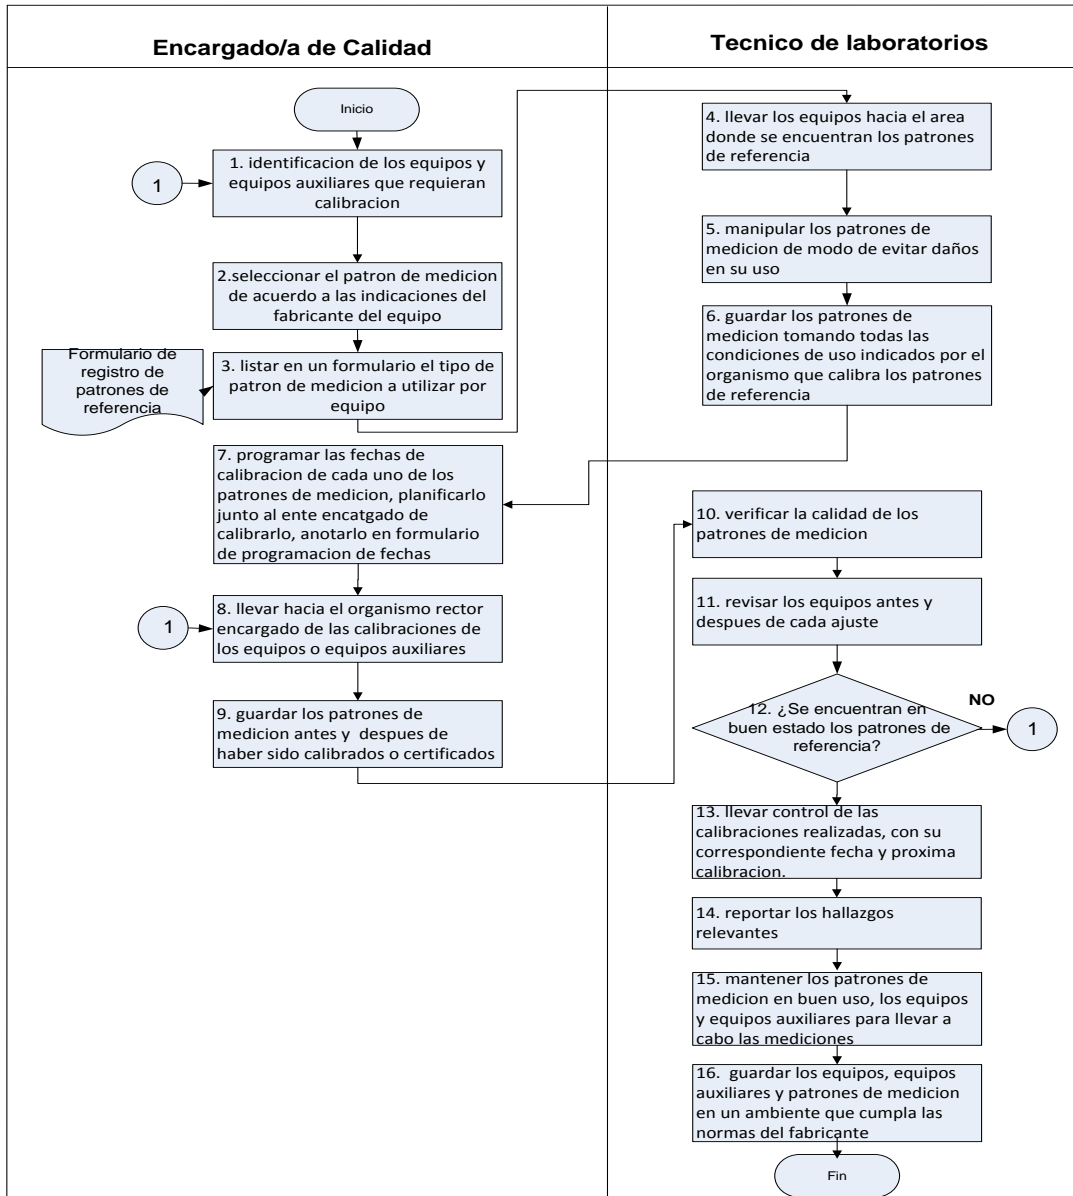 Encargado/a de Calidad
Tecnico de laboratorios
Inicio
1
1. identificacion de los equipos y
equipos auxiliares que requieran
calibracion
2.seleccionar el patron de medicion
de acuerdo a las indicaciones del
fabricante del equipo
Formulario de
registro de
patrones de
referencia
3. listar en un formulario el tipo de
patron de medicion a utilizar por
equipo
4. llevar los equipos hacia el area
donde se encuentran los patrones
de referencia
5. manipular los patrones de
medicion de modo de evitar daños
en su uso
6. guardar los patrones de
medicion tomando todas las
condiciones de uso indicados por el
organismo que calibra los patrones
de referencia
7. programar las fechas de
calibracion de cada uno de los
patrones de medicion, planificarlo
junto al ente encatgado de
calibrarlo, anotarlo en formulario
de programacion de fechas
1
8. llevar hacia el organismo rector
encargado de las calibraciones de
los equipos o equipos auxiliares
9. guardar los patrones de
medicion antes y despues de
haber sido calibrados o certificados
10. verificar la calidad de los
patrones de medicion
11. revisar los equipos antes y
despues de cada ajuste
12. ¿Se encuentran en
buen estado los patrones de
referencia?
NO
1
13. llevar control de las
calibraciones realizadas, con su
correspondiente fecha y proxima
calibracion.
14. reportar los hallazgos
relevantes
15. mantener los patrones de
medicion en buen uso, los equipos
y equipos auxiliares para llevar a
cabo las mediciones
16. guardar los equipos, equipos
auxiliares y patrones de medicion
en un ambiente que cumpla las
normas del fabricante
Fin